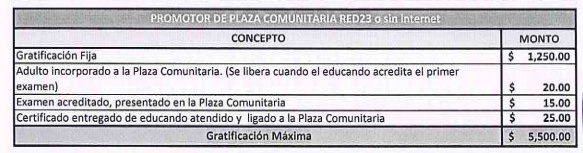 PROMOTOR DE PLAZA COMUNITARIA RED23 o sin Internet
CONCEPTO MONTO
Gratificación Fija $ 1,250.00
Adulto incorporado a la Plaza Comunitaria. (Se libera cuando el educando acredita el primer
examen) $ 20.00
Examen acreditado, presentado en la Plaza Comunitaria $ 15.00
Certificado entregado de educando atendido y ligado a la Plaza Comunitaria $ 25.00
Gratificación Máxima $ 5,500.00